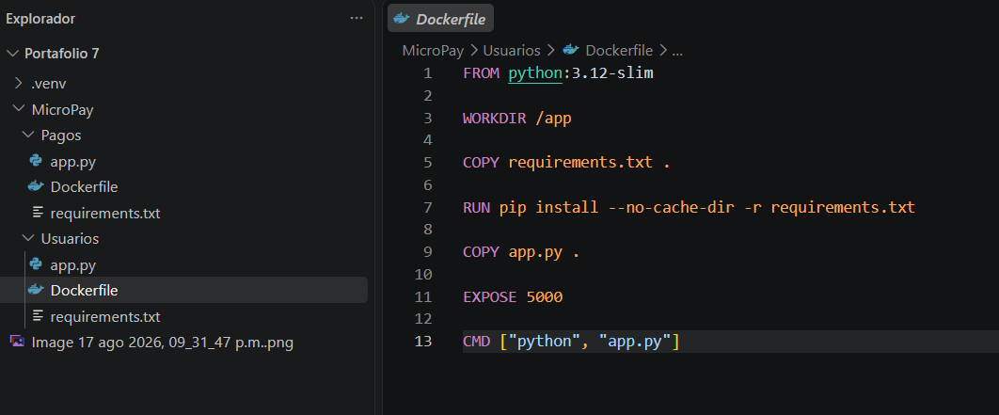 Explorador ...
Portafolio 7
.venv
MicroPay
Pagos
app.py
Dockerfile
requirements.txt
Usuarios
app.py
Dockerfile
requirements.txt
Image 17 ago 2026, 09_31_47 p.m..png
Dockerfile
MicroPay > Usuarios > Dockerfile > ...
1 FROM python:3.12-slim
2
3 WORKDIR /app
4
5 COPY requirements.txt .
6
7 RUN pip install --no-cache-dir -r requirements.txt
8
9 COPY app.py .
10
11 EXPOSE 5000
12
13 CMD ["python", "app.py"]